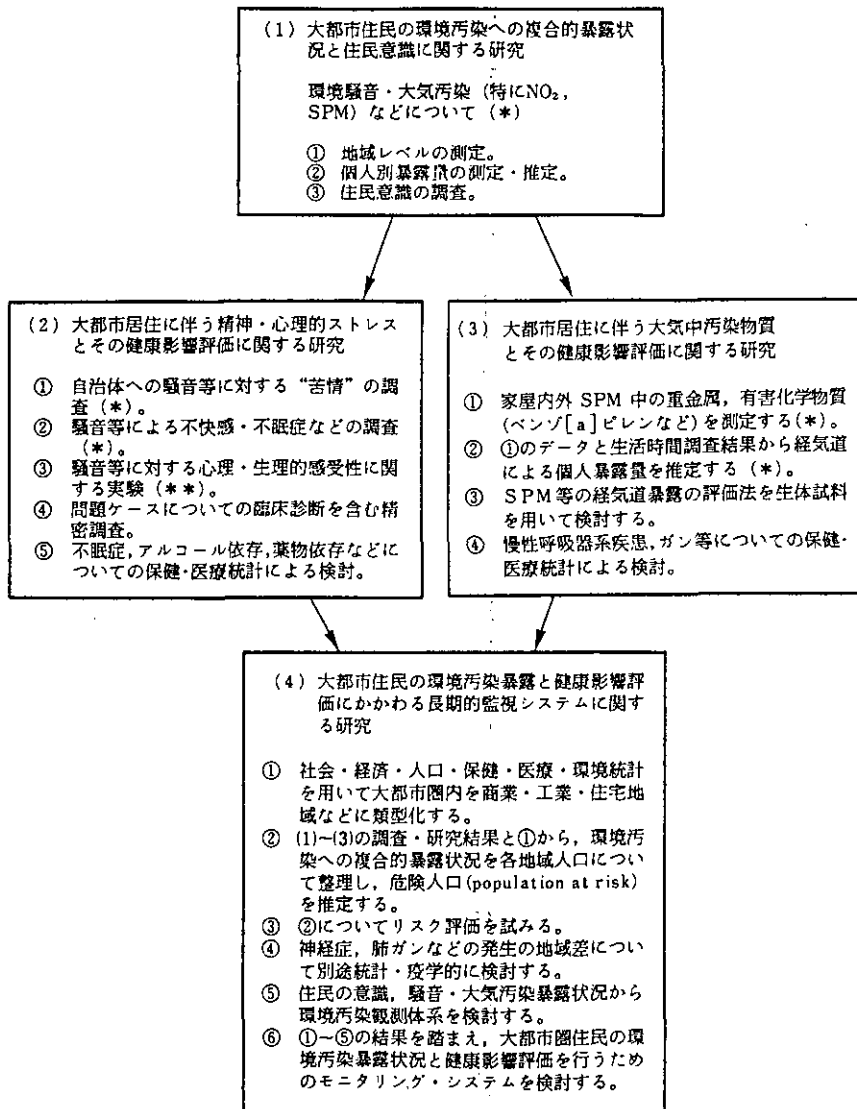 (1) 大都市住民の環境汚染への複合的暴露状
況と住民意識に関する研究
環境騒音・大気汚染 (特にNO₂,
SPM) などについて (*)
① 地域レベルの測定。
② 個人別暴露量の測定・推定。
③ 住民意識の調査。
(2) 大都市居住に伴う精神・心理的ストレス
とその健康影響評価に関する研究
① 自治体への騒音等に対する “苦情” の調
査 (*)。
② 騒音等による不快感・不眠症などの調査
(*)。
③ 騒音等に対する心理・生理的感受性に関
する実験 (**)。
④ 問題ケースについての臨床診断を含む精
密調査。
⑤ 不眠症, アルコール依存, 薬物依存などに
ついての保健・医療統計による検討。
(3) 大都市居住に伴う大気中汚染物質
とその健康影響評価に関する研究
① 家屋内外 SPM 中の重金属, 有害化学物質
(ベンゾ[a]ピレンなど) を測定する(*)。
② ①のデータと生活時間調査結果から経気道
による個人暴露量を推定する (*)。
③ SPM等の経気道暴露の評価法を生体試料
を用いて検討する。
④ 慢性呼吸器系疾患, ガン等についての保健・
医療統計による検討。
(4) 大都市住民の環境汚染暴露と健康影響評
価にかかわる長期的監視システムに関す
る研究
① 社会・経済・人口・保健・医療・環境統計
を用いて大都市圏内を商業・工業・住宅地
域などに類型化する。
② (1)~(3)の調査・研究結果と①から, 環境汚
染への複合的暴露状況を各地域人口につい
て整理し, 危険人口(population at risk)
を推定する。
③ ②についてリスク評価を試みる。
④ 神経症, 肺ガンなどの発生の地域差につい
て別途統計・疫学的に検討する。
⑤ 住民の意識, 騒音・大気汚染暴露状況から
環境汚染観測体系を検討する。
⑥ ①~⑤の結果を踏まえ, 大都市圏住民の環
境汚染暴露状況と健康影響評価を行うため
のモニタリング・システムを検討する。